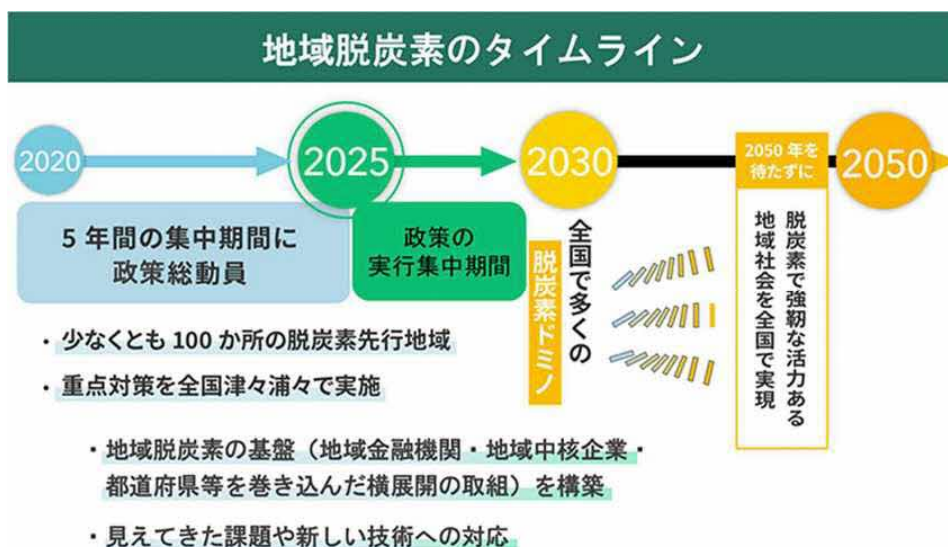 地域脱炭素のタイムライン
2020
2025
2030
2050年を
待たずに
2050
5年間の集中期間に
政策総動員
政策の
実行集中期間
全国で多くの
脱炭素ドミノ
脱炭素で強靭な活力ある
地域社会を全国で実現
・少なくとも100か所の脱炭素先行地域
・重点対策を全国津々浦々で実施
・地域脱炭素の基盤（地域金融機関・地域中核企業・
都道府県等を巻き込んだ横展開の取組）を構築
・見えてきた課題や新しい技術への対応